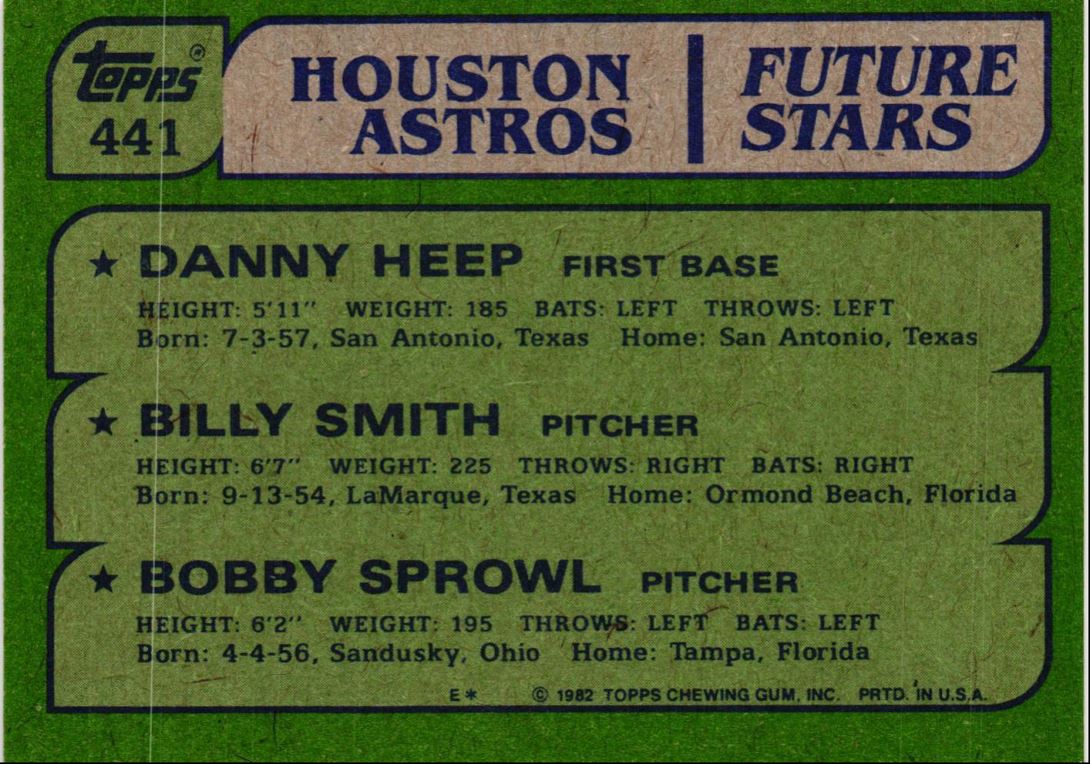 Topps®
441
HOUSTON ASTROS
FUTURE STARS
★ DANNY HEEP FIRST BASE
HEIGHT: 5'11" WEIGHT: 185 BATS: LEFT THROWS: LEFT
Born: 7-3-57, San Antonio, Texas Home: San Antonio, Texas
★ BILLY SMITH PITCHER
HEIGHT: 6'7" WEIGHT: 225 THROWS: RIGHT BATS: RIGHT
Born: 9-13-54, LaMarque, Texas Home: Ormond Beach, Florida
★ BOBBY SPROWL PITCHER
HEIGHT: 6'2" WEIGHT: 195 THROWS: LEFT BATS: LEFT
Born: 4-4-56, Sandusky, Ohio Home: Tampa, Florida
E* © 1982 TOPPS CHEWING GUM, INC. PRTD. IN U.S.A.